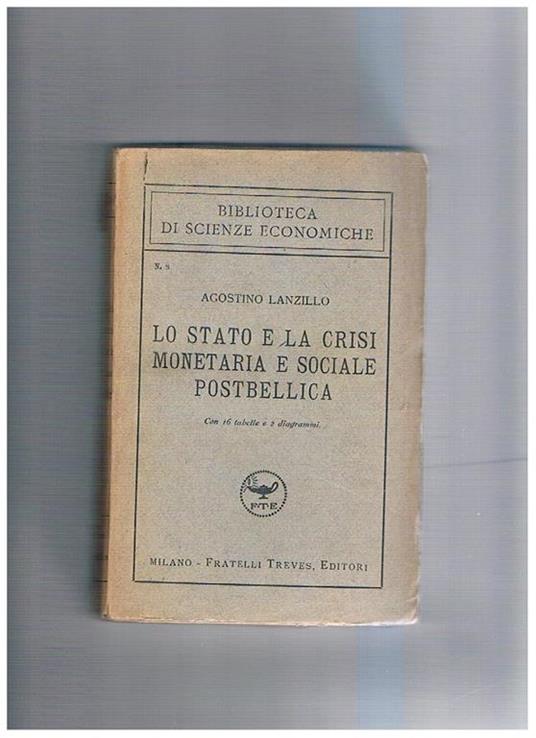 BIBLIOTECA
DI SCIENZE ECONOMICHE
N. 8
AGOSTINO LANZILLO
LO STATO E LA CRISI
MONETARIA E SOCIALE
POSTBELLICA
Con 16 tabelle e 2 diagrammi.
F·T·E
MILANO - FRATELLI TREVES, EDITORI